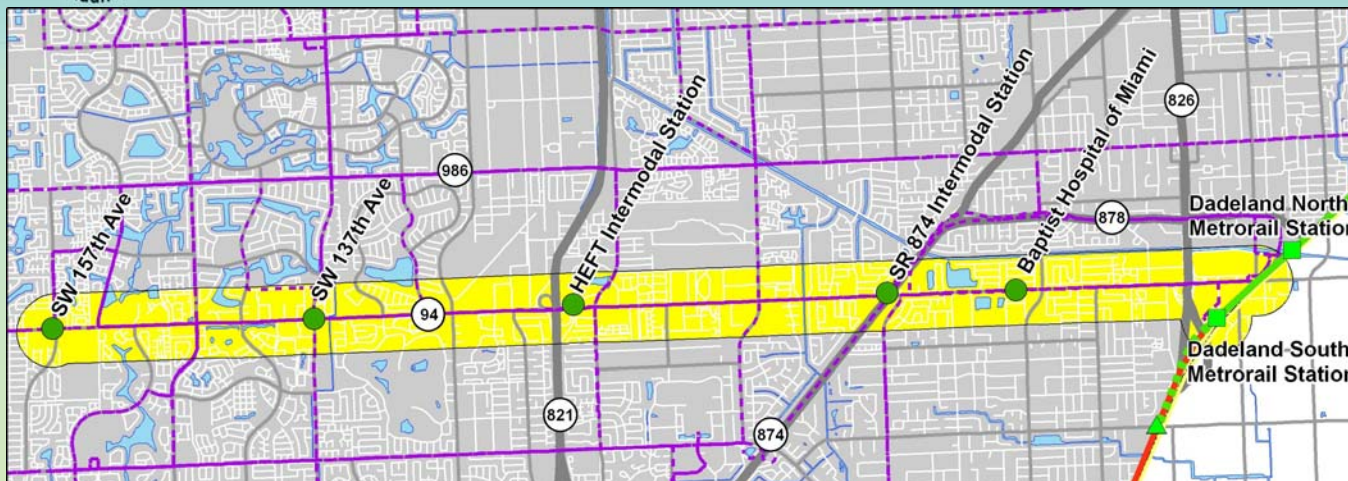 SW 157th Ave
SW 137th Ave
986
94
HEFT Intermodal Station
821
SR 874 Intermodal Station
874
Baptist Hospital of Miami
826
878
Dadeland North
Metrorail Station
Dadeland South
Metrorail Station